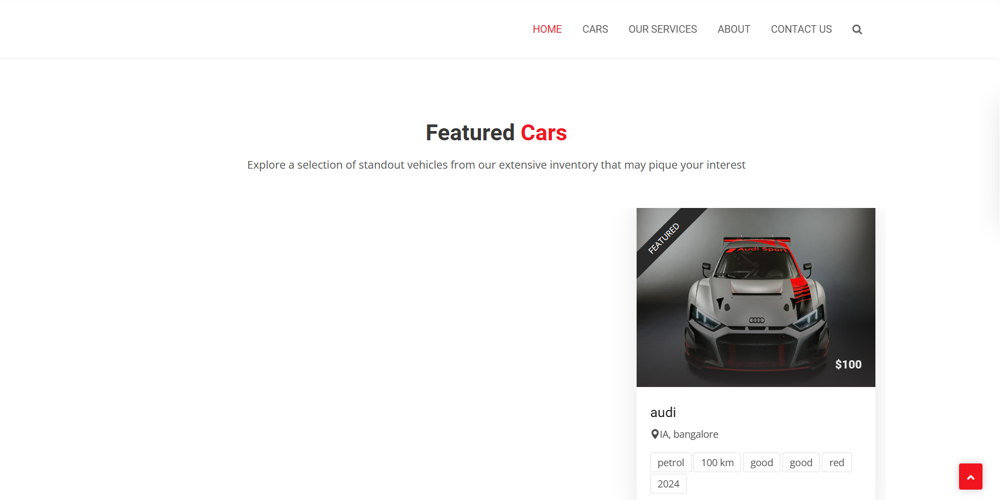 HOME CARS OUR SERVICES ABOUT CONTACT US
Featured Cars
Explore a selection of standout vehicles from our extensive inventory that may pique your interest
FEATURED
Audi Sport
$100
audi
IA, bangalore
petrol 100 km good good red
2024